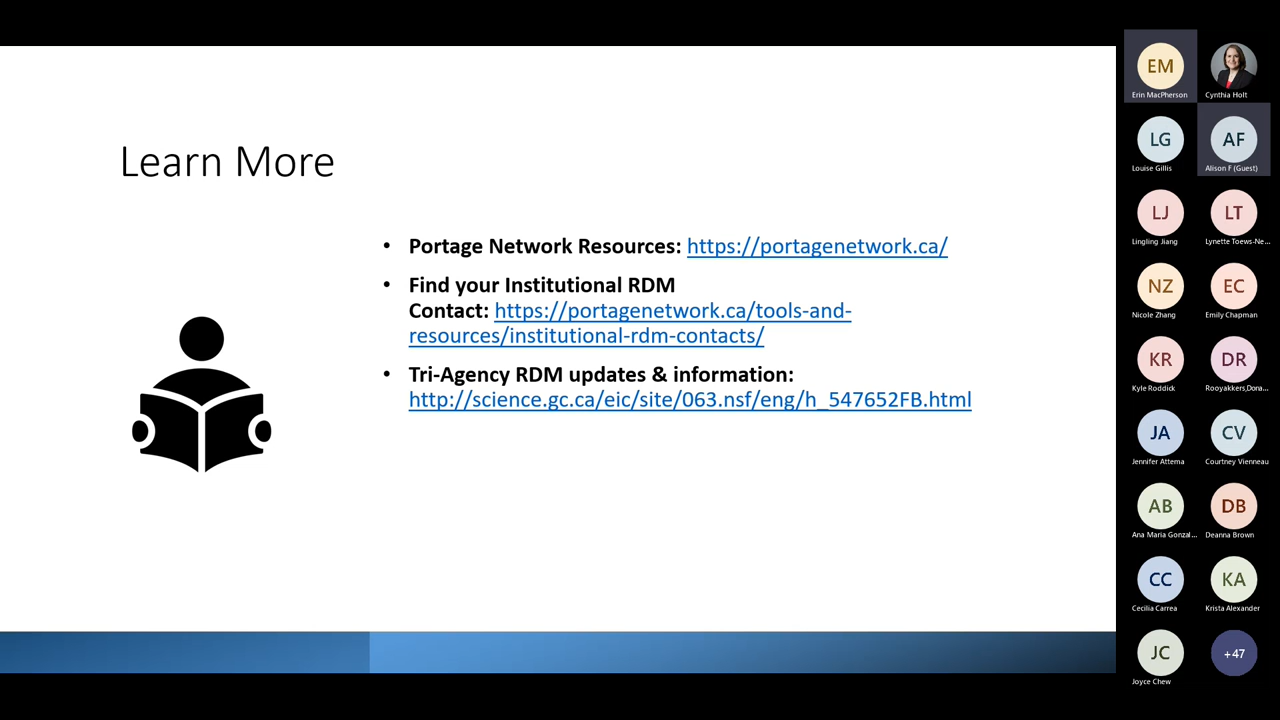 Learn More
• Portage Network Resources: https://portagenetwork.ca/
• Find your Institutional RDM
Contact: https://portagenetwork.ca/tools-and-
resources/institutional-rdm-contacts/
• Tri-Agency RDM updates & information:
http://science.gc.ca/eic/site/063.nsf/eng/h_547652FB.html
EM
Erin MacPherson
Cynthia Holt
LG
Louise Gillis
AF
Alison F (Guest)
LJ
Lingling Jiang
LT
Lynette Toews-Ne...
NZ
Nicole Zhang
EC
Emily Chapman
KR
Kyle Roddick
DR
Rooyakkers,Dona...
JA
Jennifer Attema
CV
Courtney Vienneau
AB
Ana Maria Gonzal...
DB
Deanna Brown
CC
Cecilia Carrea
KA
Krista Alexander
JC
Joyce Chew
+47